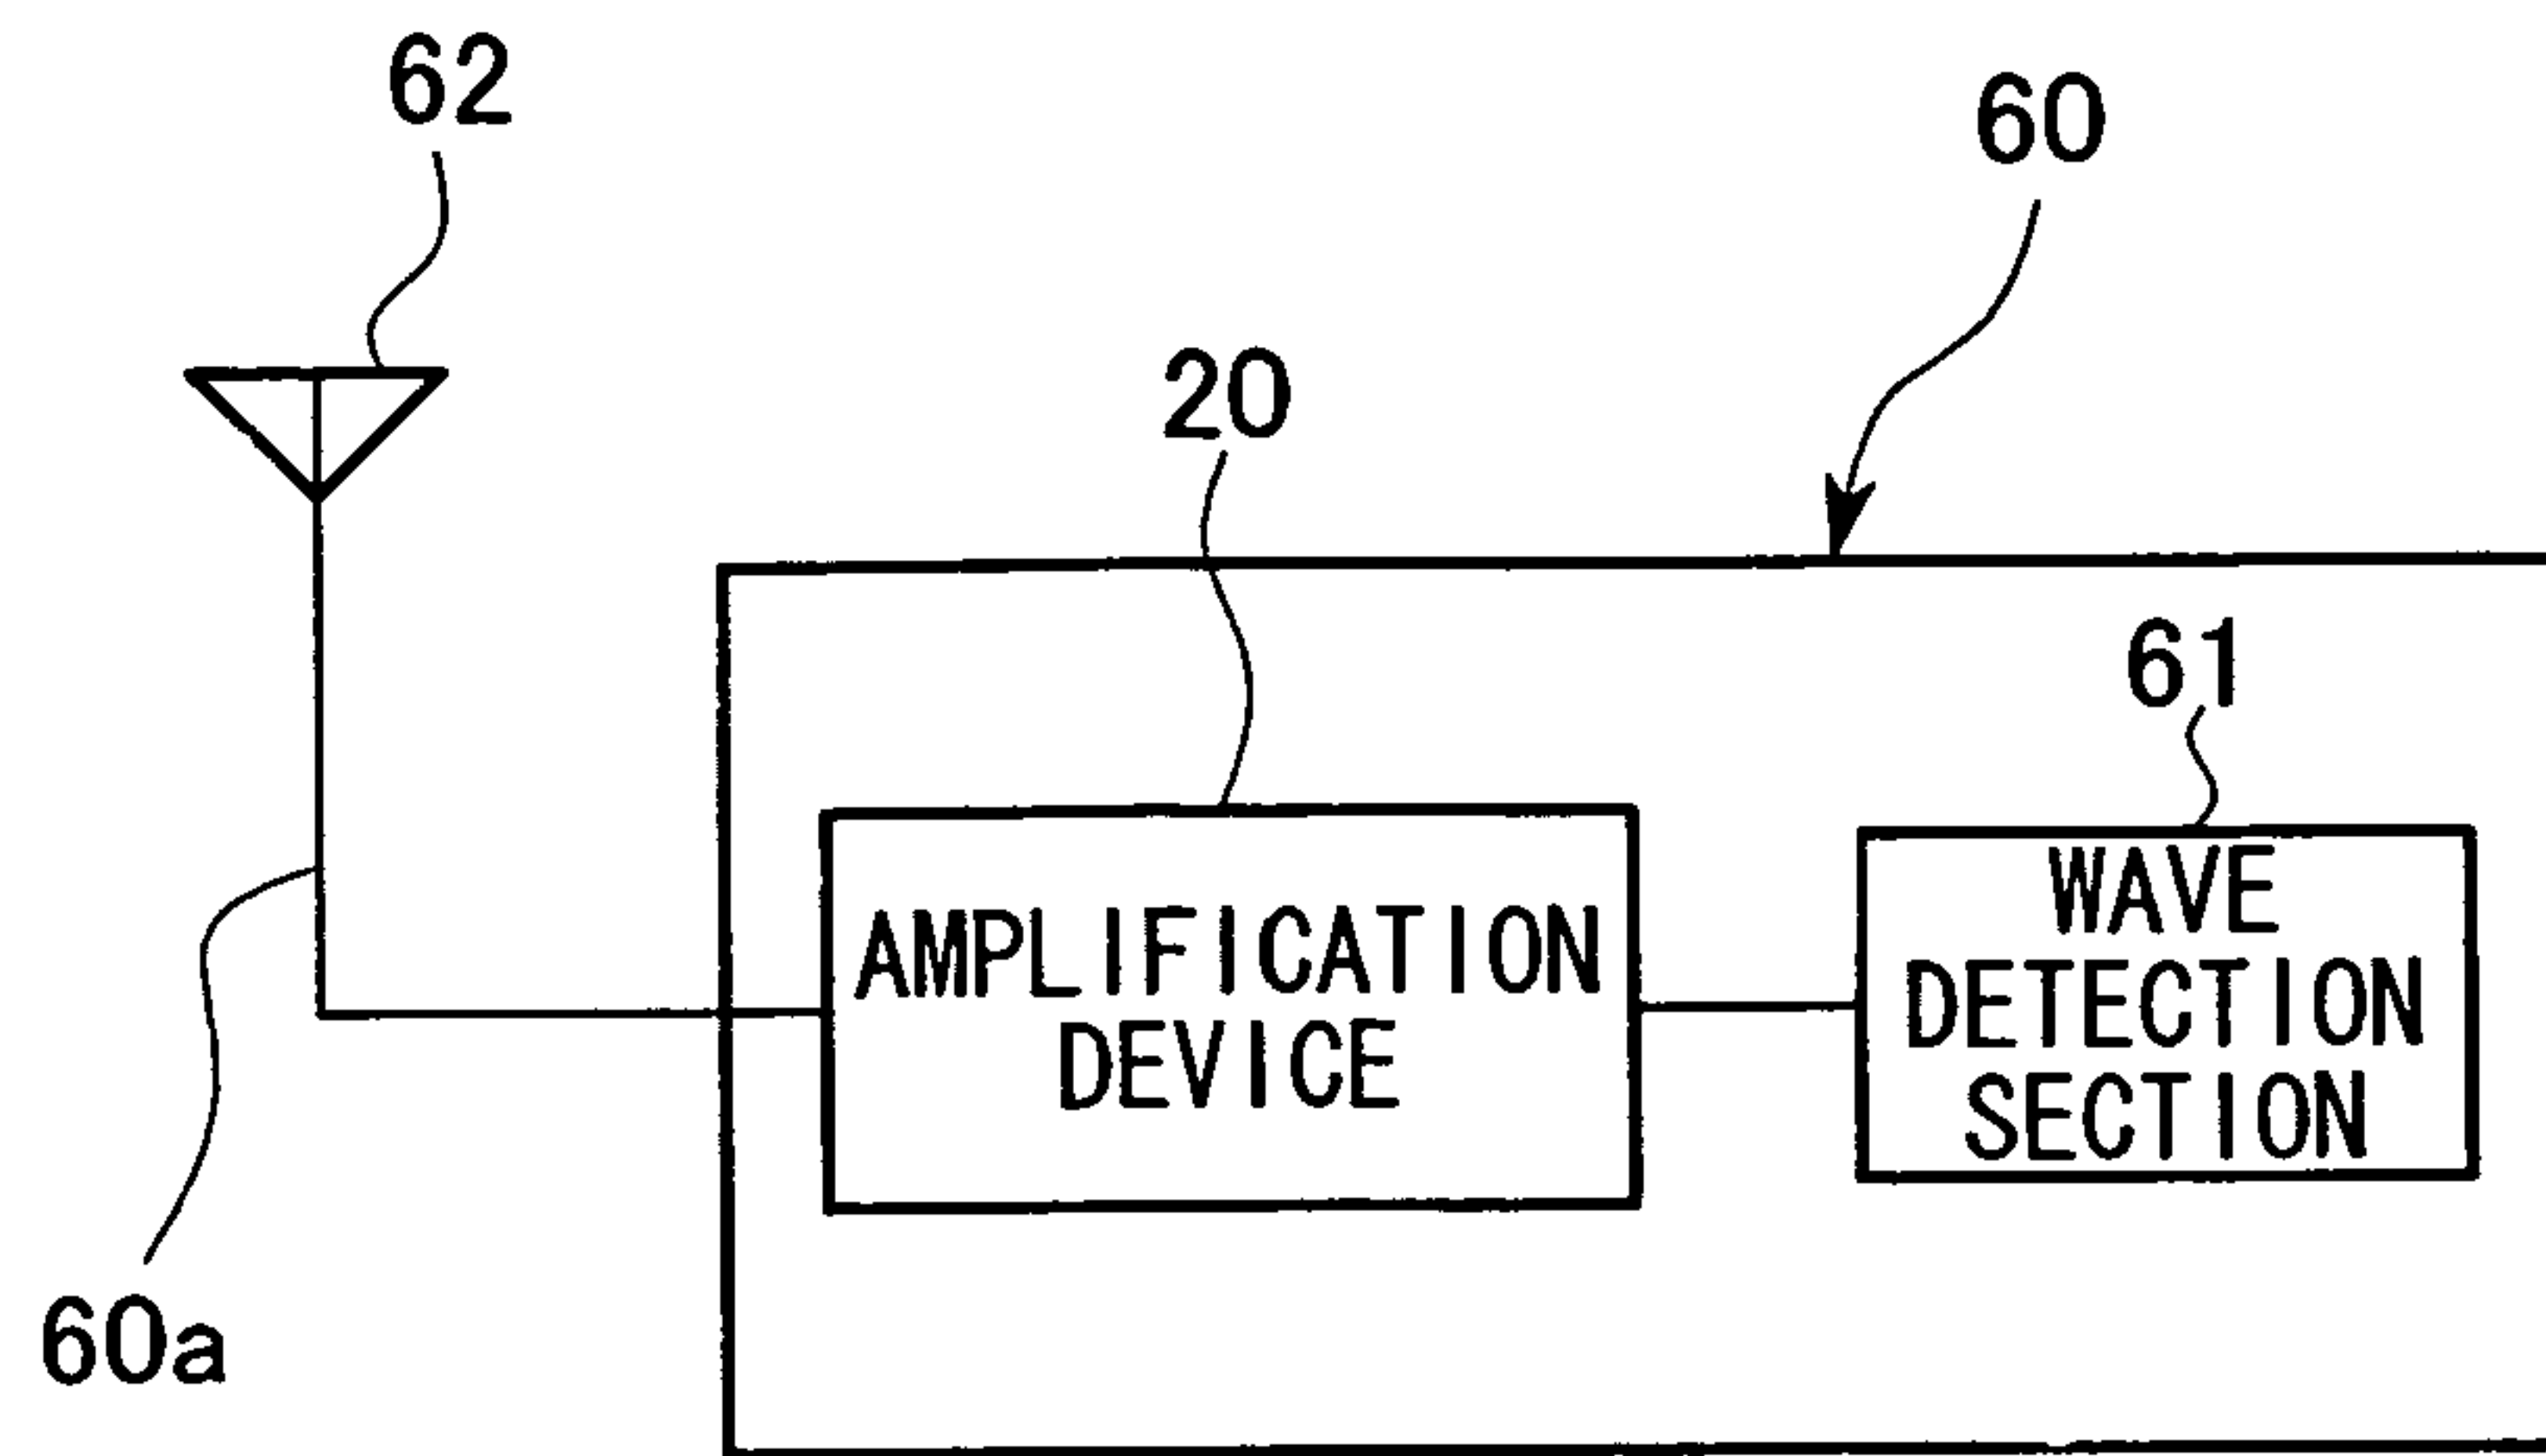 62
60
20
61
AMPLIFICATION
DEVICE
WAVE
DETECTION
SECTION
60a